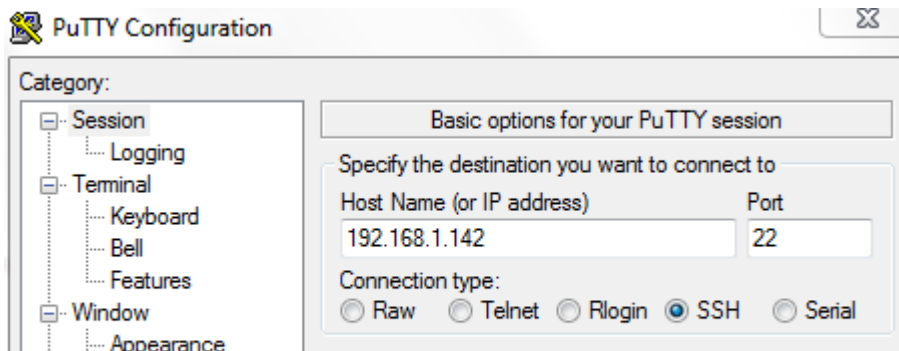 PuTTY Configuration
Category:
Session
Logging
Terminal
Keyboard
Bell
Features
Window
Appearance
Basic options for your PuTTY session
Specify the destination you want to connect to
Host Name (or IP address) Port
192.168.1.142 22
Connection type:
Raw Telnet Rlogin SSH Serial